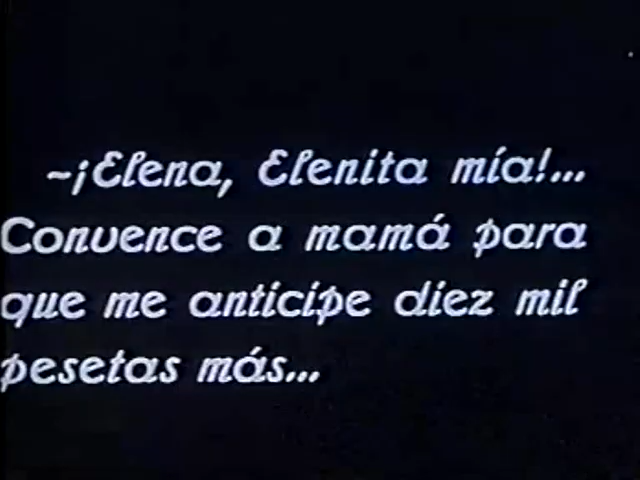 -¡Elena, Elenita mía!...
Convence a mamá para
que me anticipe diez mil
pesetas más...